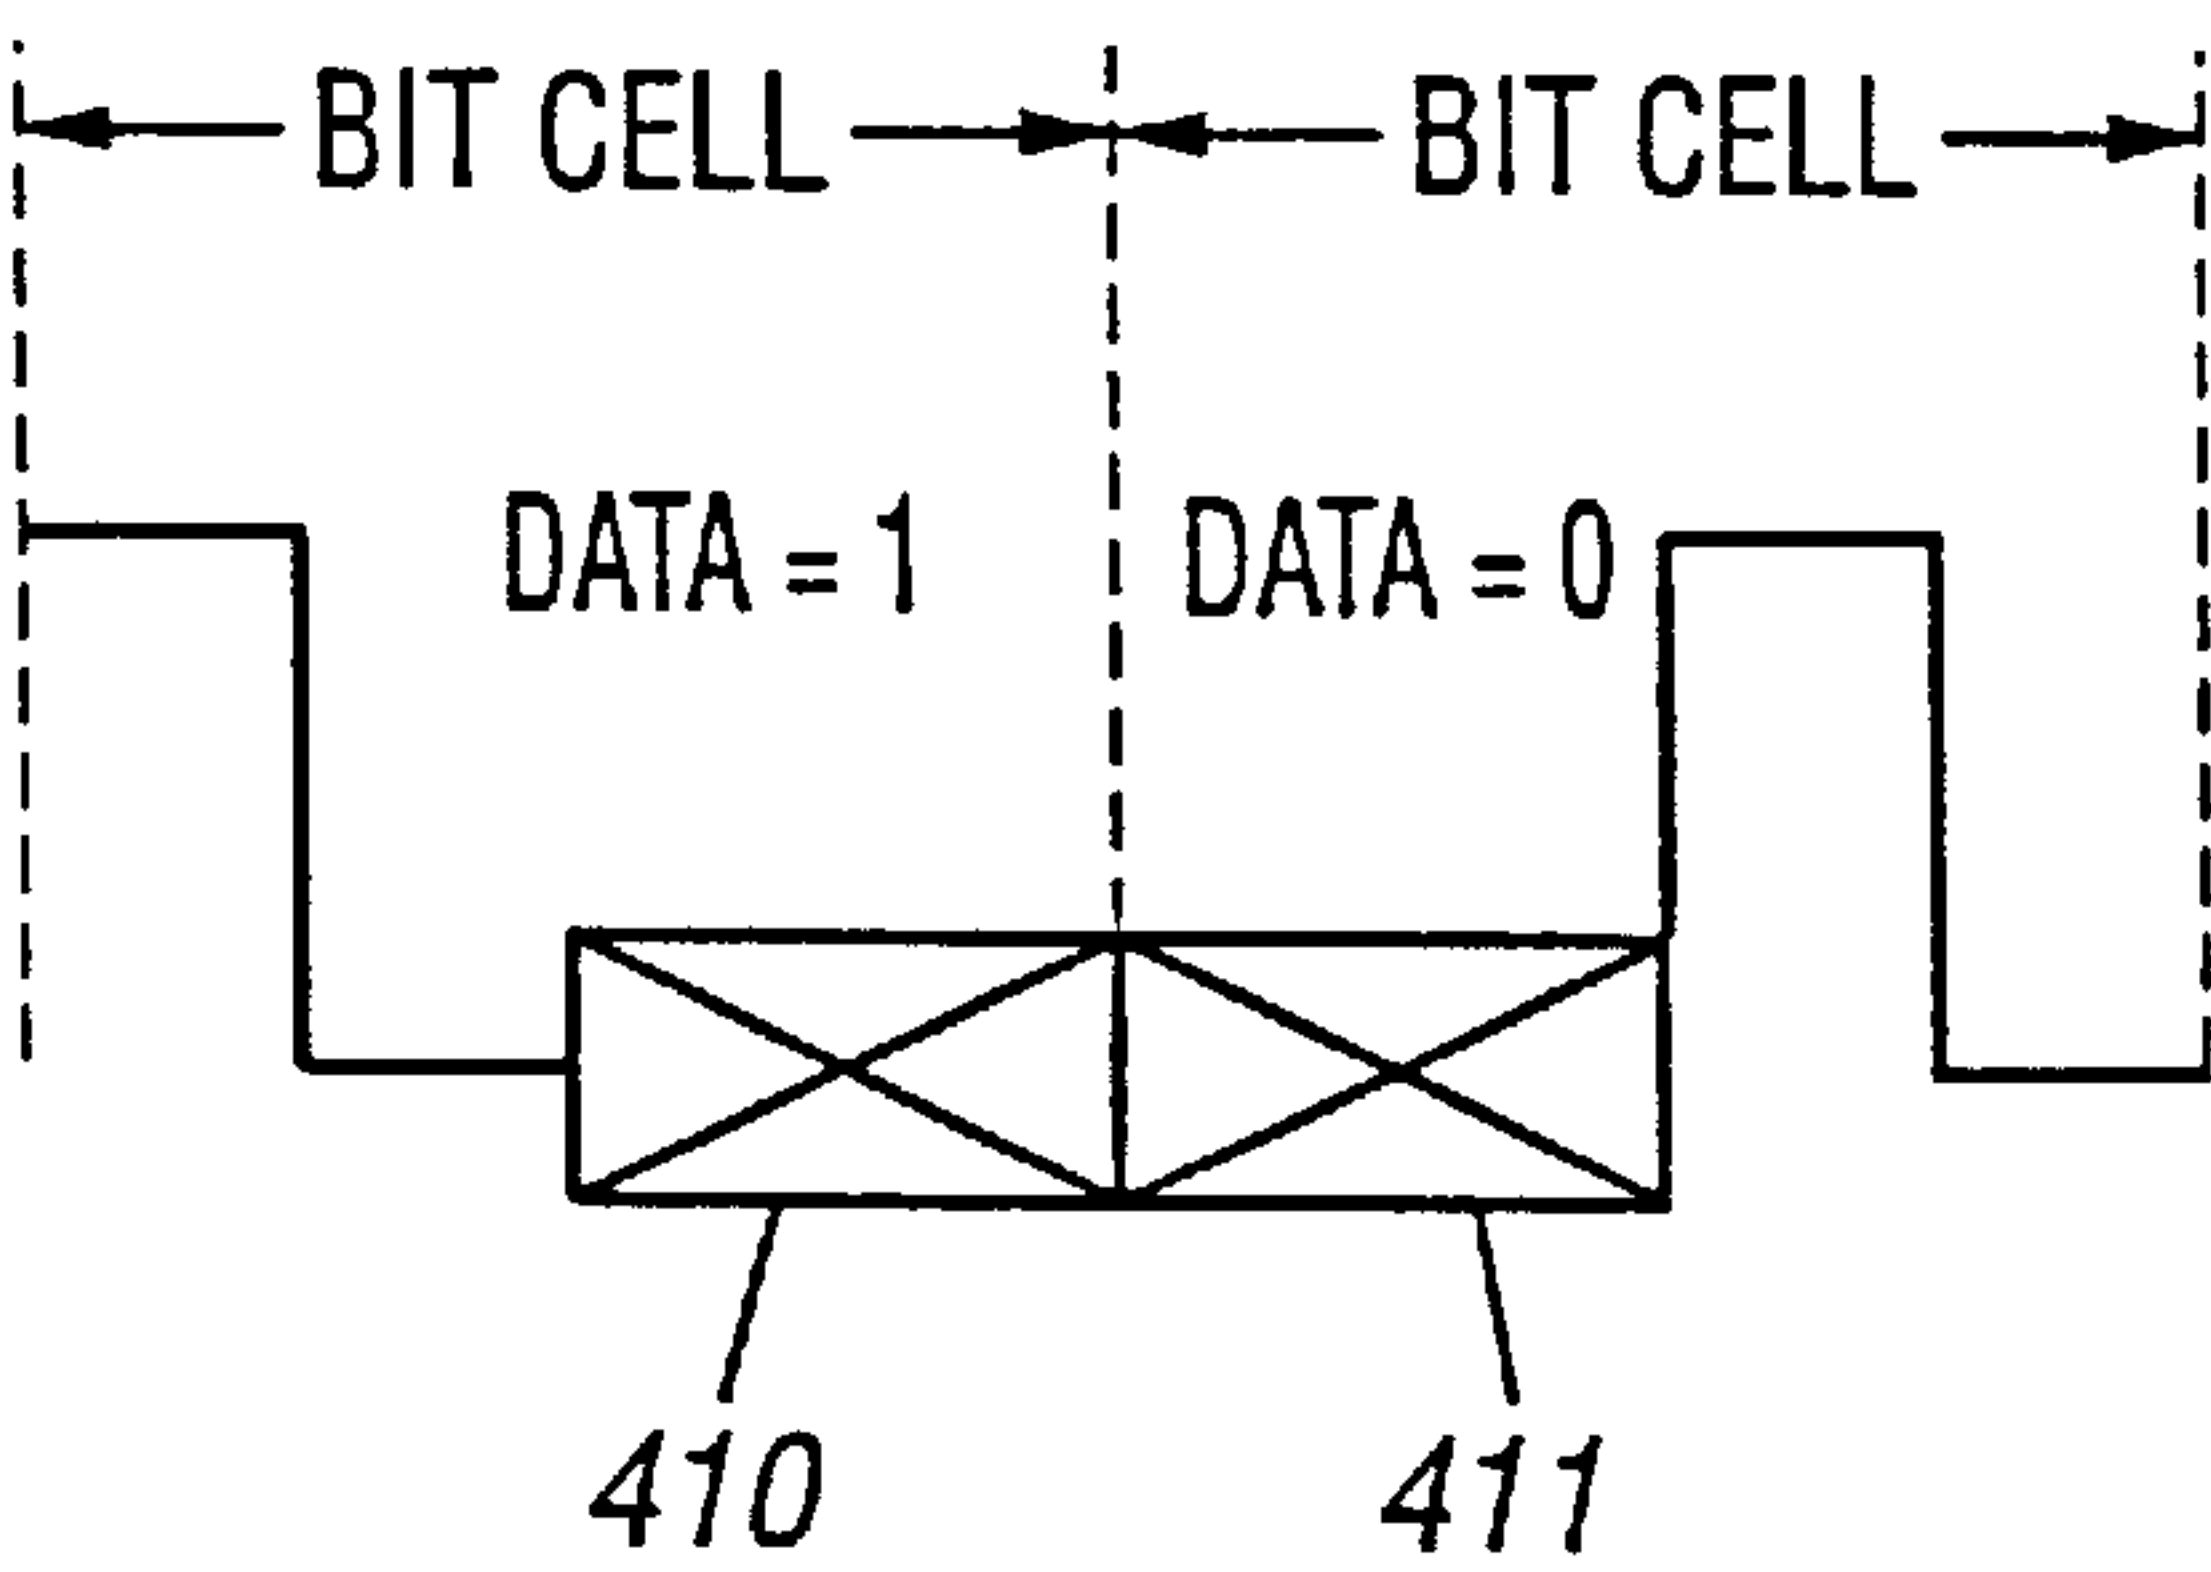 BIT CELL BIT CELL
DATA = 1 DATA = 0
410 411